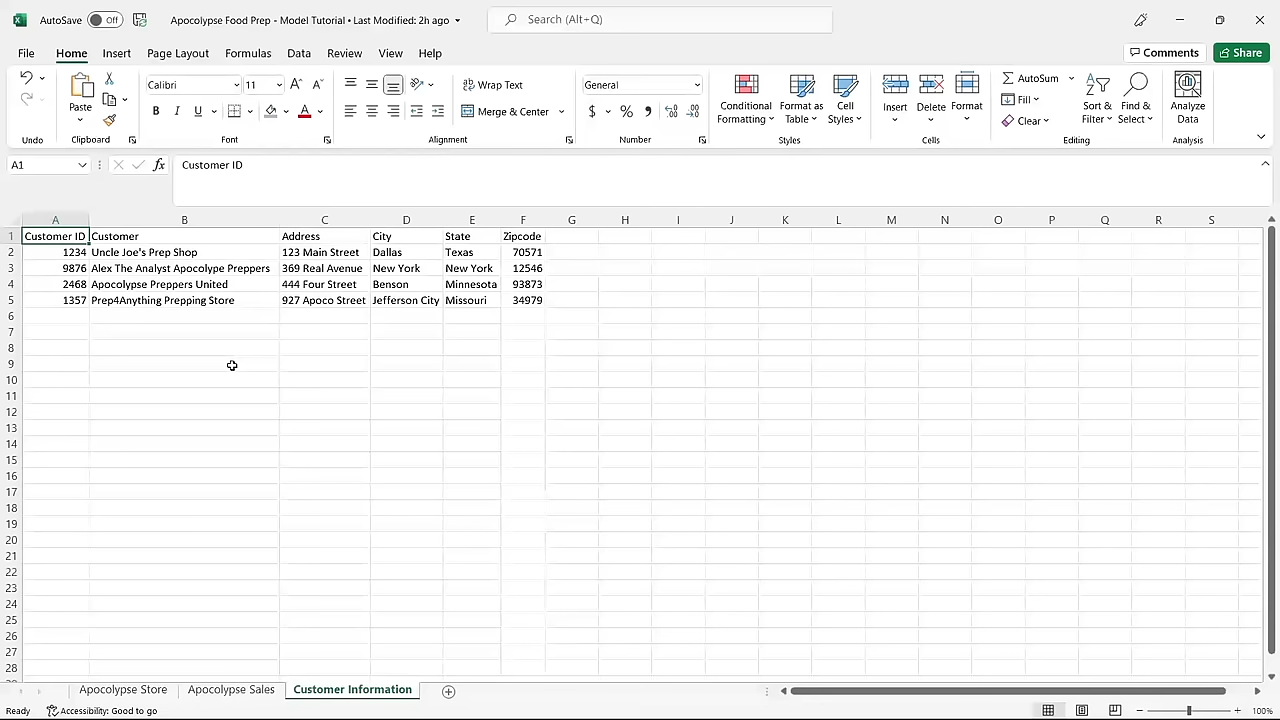 AutoSave Off Apocolypse Food Prep - Model Tutorial • Last Modified: 2h ago Search (Alt+Q)
File Home Insert Page Layout Formulas Data Review View Help Comments Share
Paste Calibri 11 B I U A Wrap Text Merge & Center General $ % Conditional Formatting Format as Table Cell Styles Insert Delete Format AutoSum Fill Clear Sort & Filter Find & Select Analyze Data
Undo Clipboard Font Alignment Number Styles Cells Editing Analysis
A1 fx Customer ID
A B C D E F G H I J K L M N O P Q R S
1 Customer ID Customer Address City State Zipcode
2 1234 Uncle Joe's Prep Shop 123 Main Street Dallas Texas 70571
3 9876 Alex The Analyst Apocolype Preppers 369 Real Avenue New York New York 12546
4 2468 Apocolypse Preppers United 444 Four Street Benson Minnesota 93873
5 1357 Prep4Anything Prepping Store 927 Apoco Street Jefferson City Missouri 34979
6
7
8
9
10
11
12
13
14
15
16
17
18
19
20
21
22
23
24
25
26
27
28
Apocolypse Store Apocolypse Sales Customer Information
Ready Accessibility: Good to go 100%